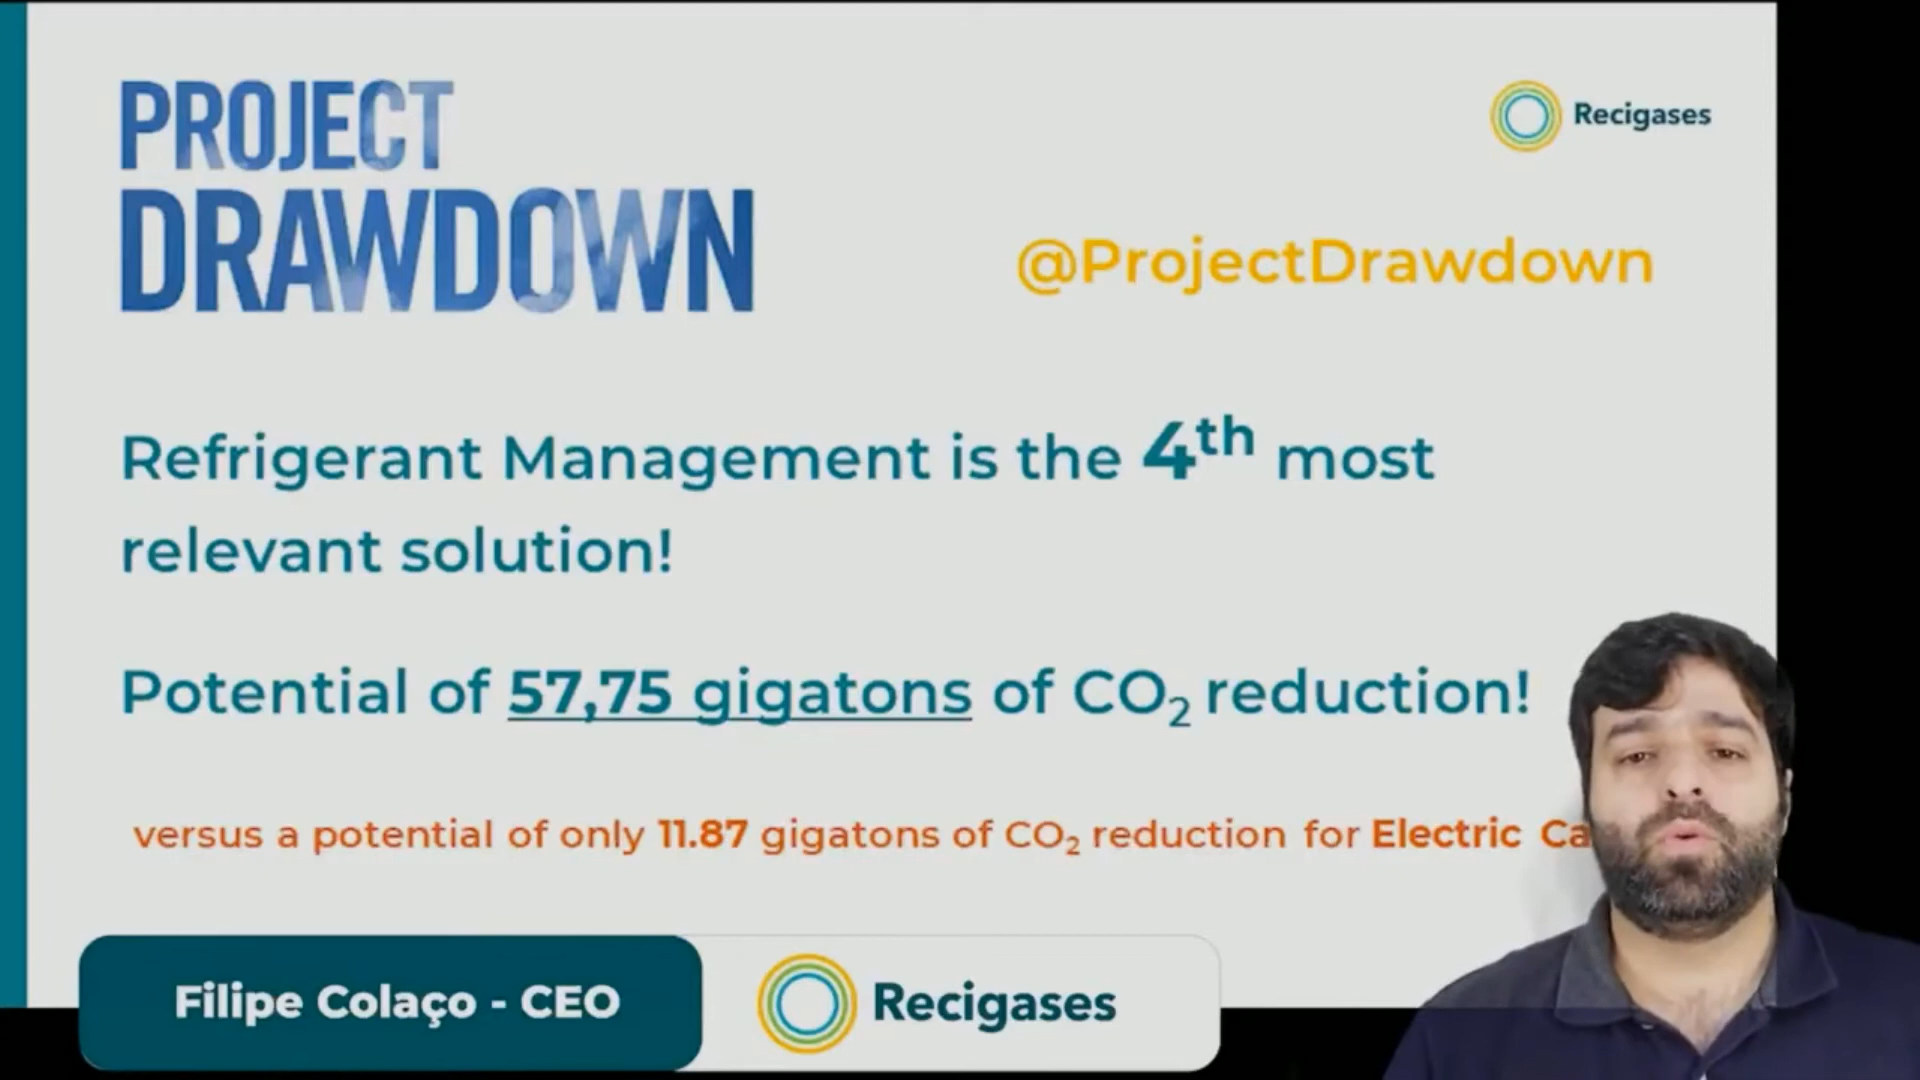 PROJECT
DRAWDOWN
Recigases
@ProjectDrawdown
Refrigerant Management is the 4th most
relevant solution!
Potential of 57,75 gigatons of CO₂ reduction!
versus a potential of only 11.87 gigatons of CO₂ reduction for Electric
Filipe Colaço - CEO
Recigases